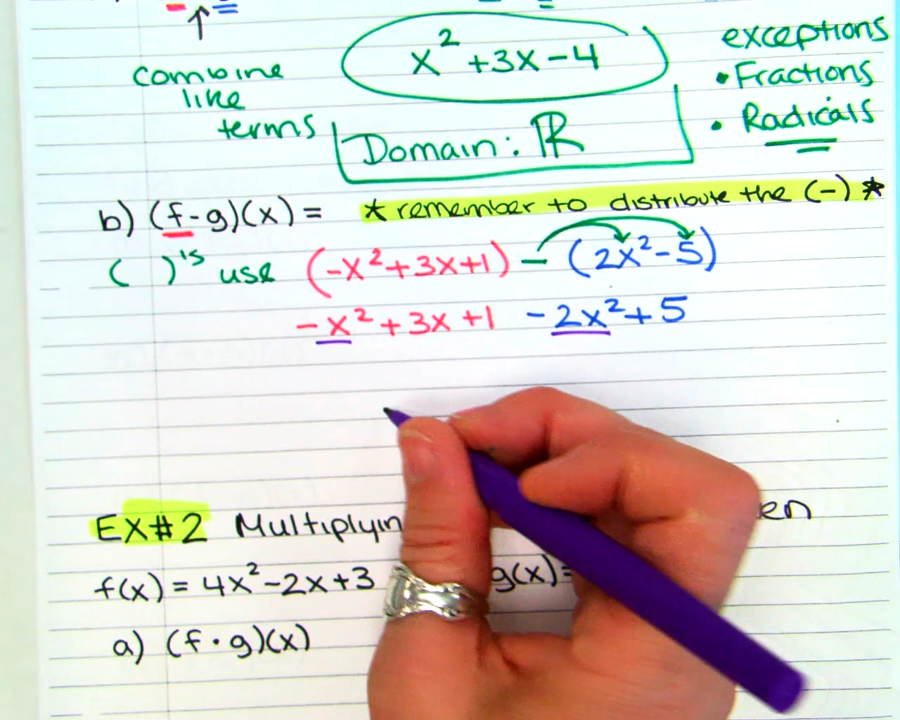 x² + 3x - 4
combine
like
terms
Domain: ℝ
exceptions
• Fractions
• Radicals
b) (f - g)(x) = * remember to distribute the (-) *
( )'s use (-x² + 3x + 1) - (2x² - 5)
-x² + 3x + 1 - 2x² + 5
EX#2 Multiplyin
f(x) = 4x² - 2x + 3 g(x) =
a) (f · g)(x)